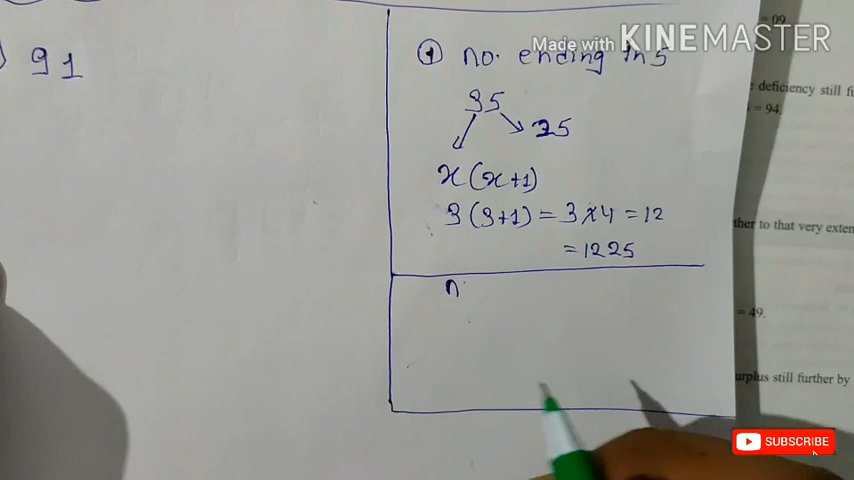 Made with KINEMASTER
) 91
① no. ending in 5
35
25
x(x+1)
3(3+1) = 3×4 = 12
= 1225
n
= 09
deficiency still fu
= 94.
ther to that very exten
= 49.
urplus still further by
SUBSCRIBE